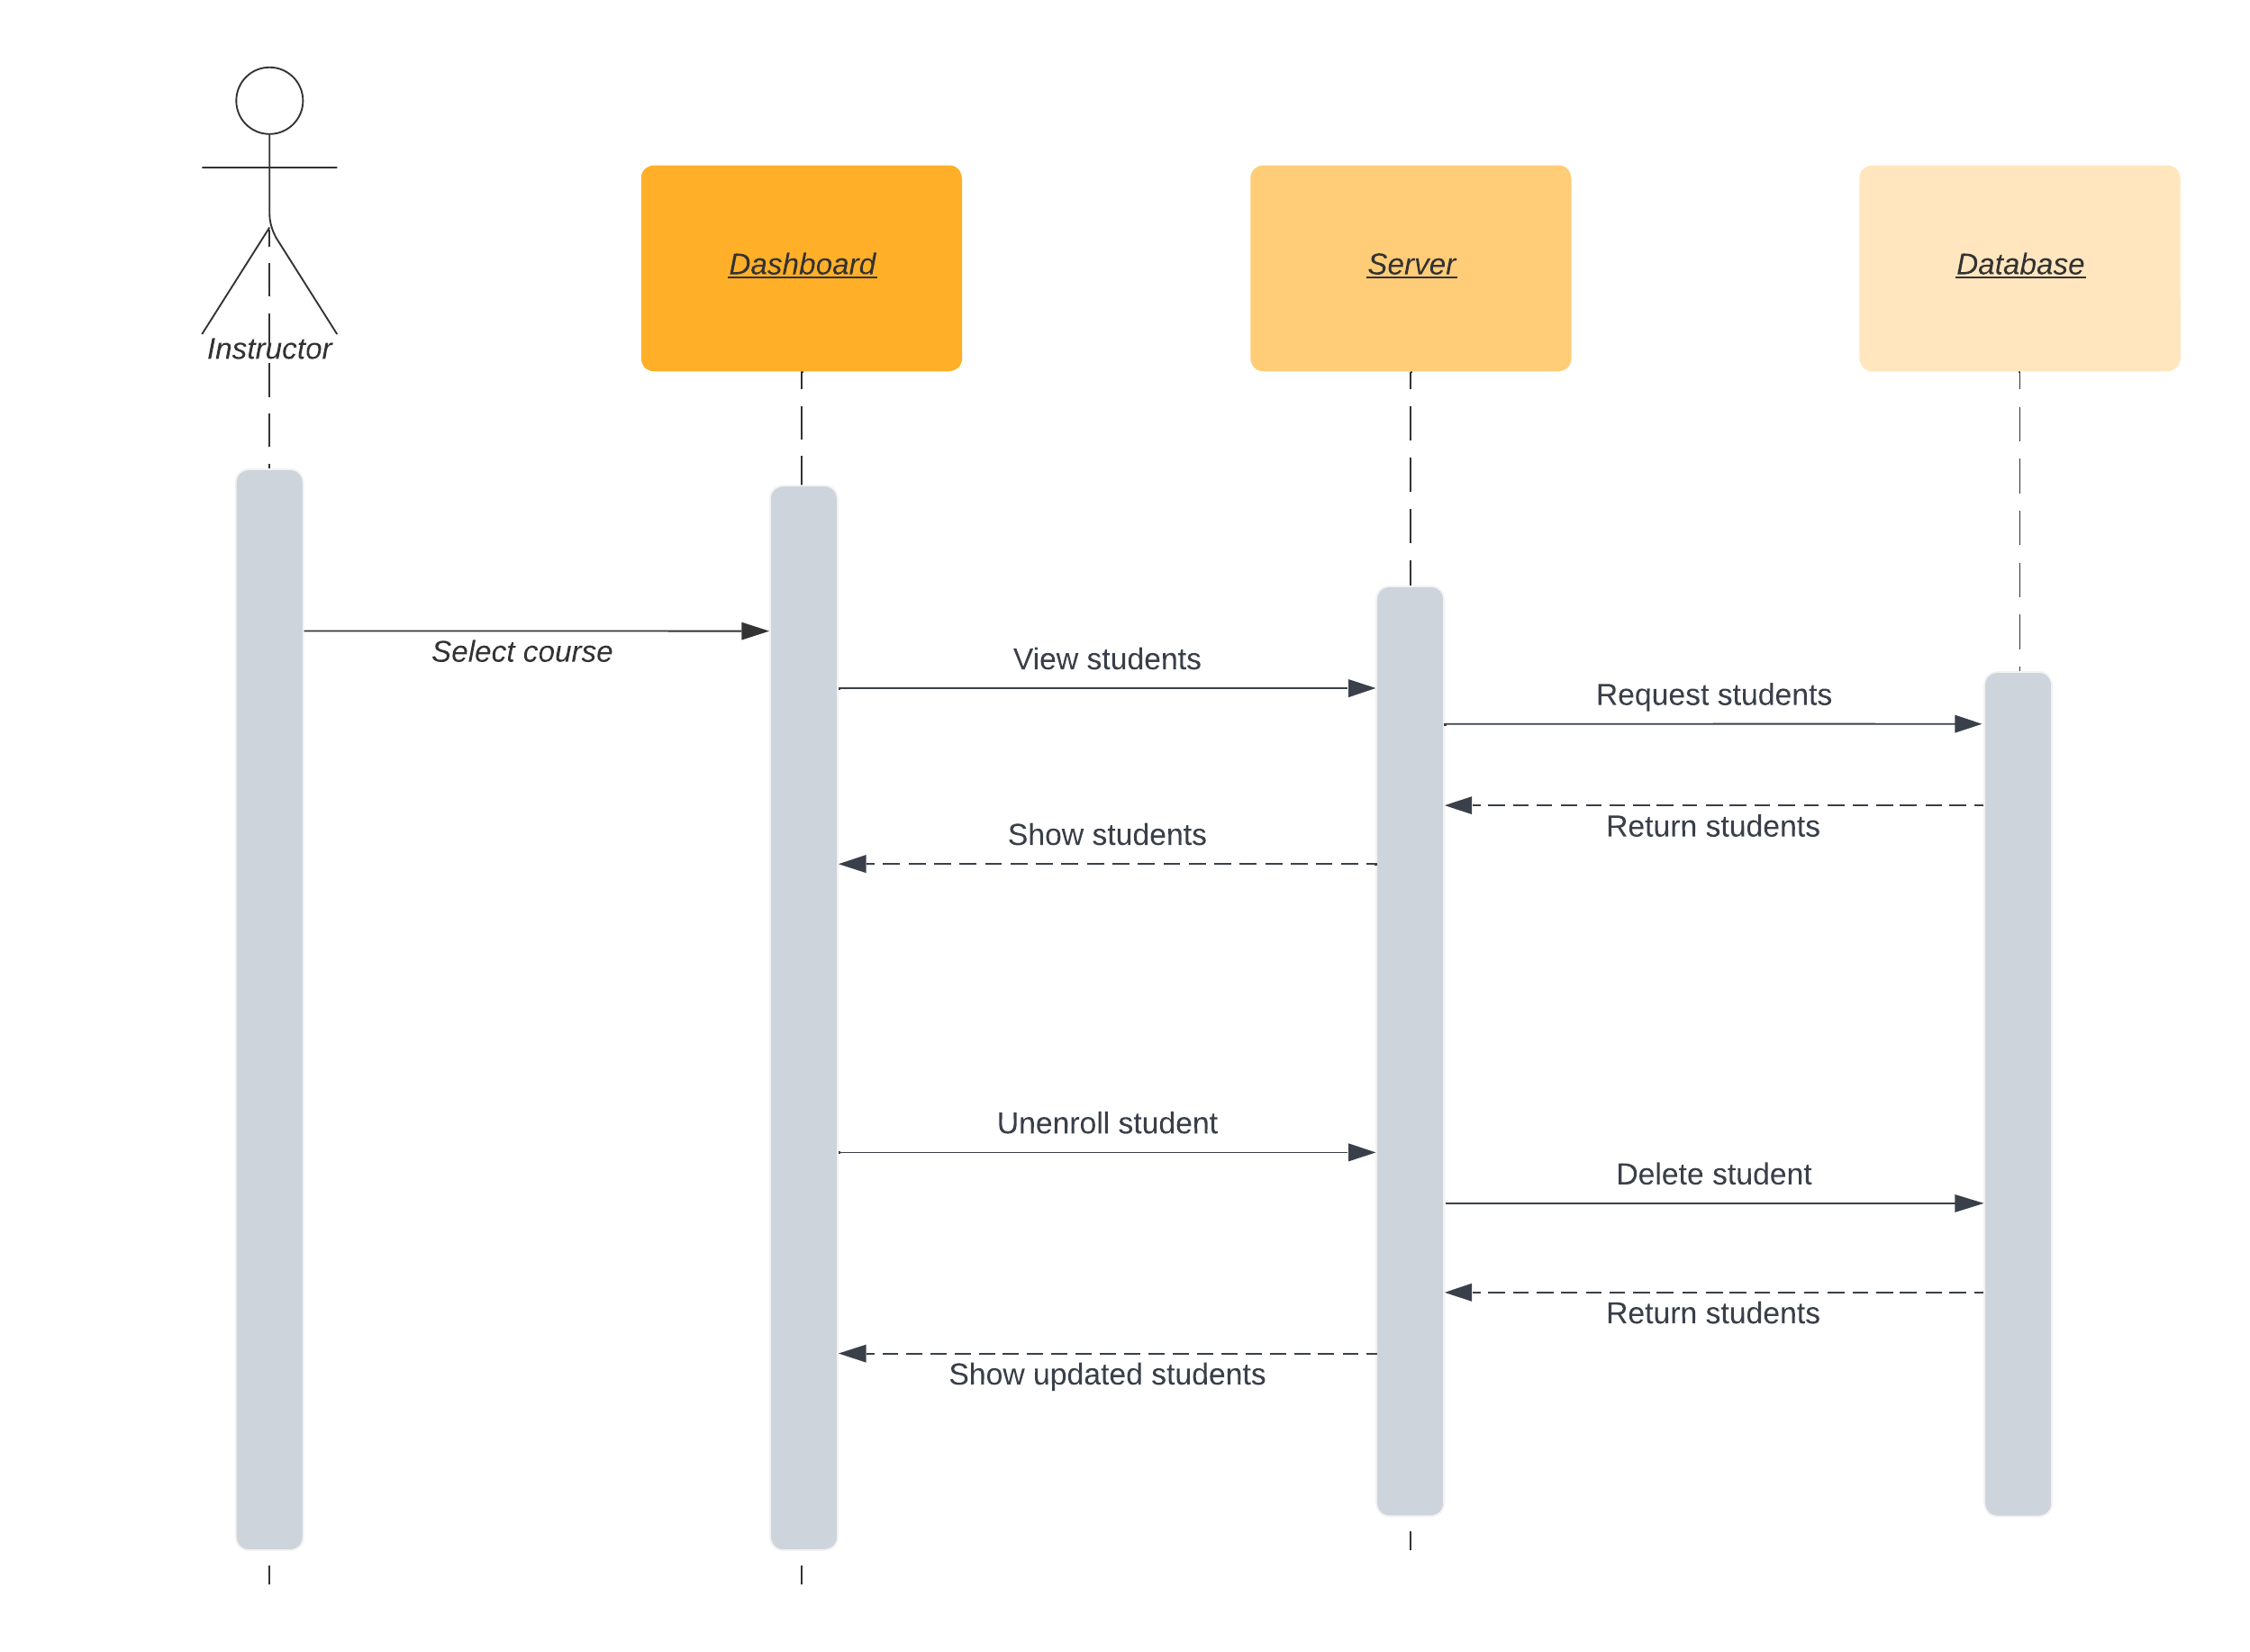 Dashboard
Server
Database
Instructor
Select course
View students
Request students
Return students
Show students
Unenroll student
Delete student
Return students
Show updated students